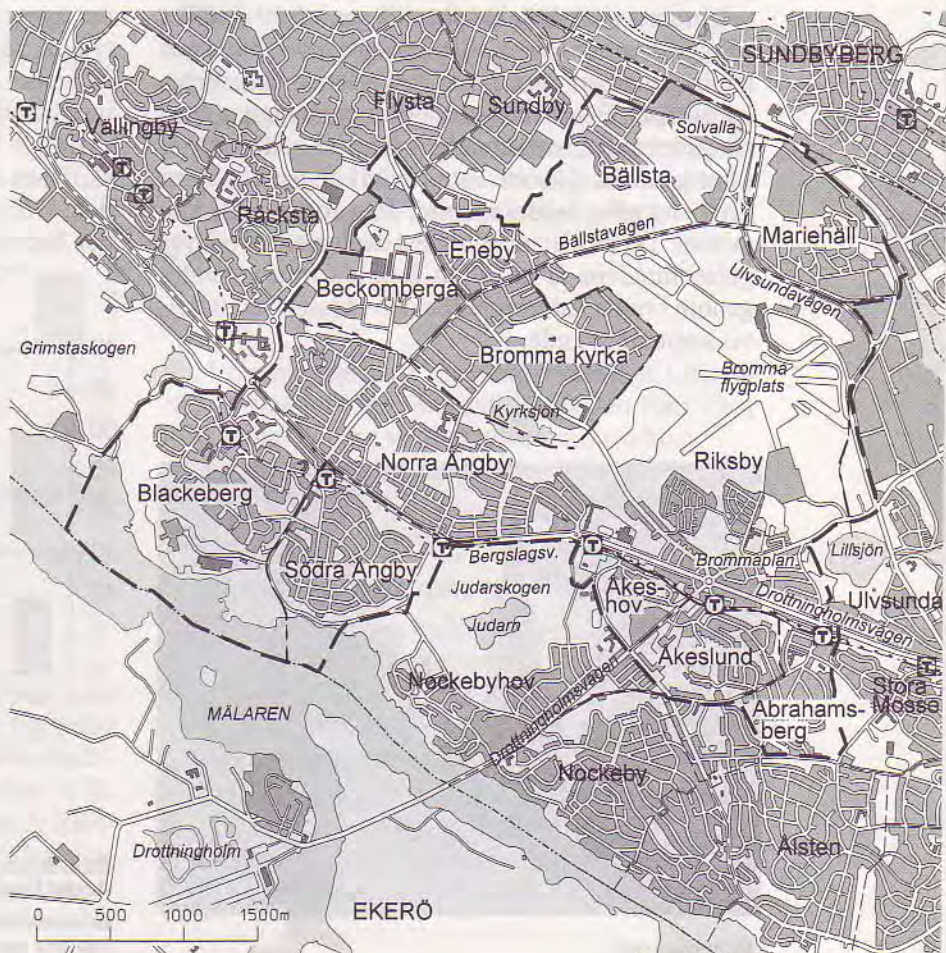 SUNDBYBERG
Flysta
Sundby
T
T
Vällingby
Solvalla
T
Bällsta
T
Råcksta
Mariehäll
Eneby
Bällstavägen
Ulvsundavägen
Beckomberga
T
Grimstaskogen
Bromma kyrka
Bromma
flygplats
Kyrksjön
T
Norra Ängby
Riksby
T
Blackeberg
T
T
Bergslagsv.
Brommaplan
Lillsjön
Södra Ängby
Judarskogen
Åkes-
hov
Drottningholmsvägen
Ulvsunda
T
Judarn
T
Åkeslund
T
Nockebyhov
Stora
Mossen
MÄLAREN
Abrahams-
berg
Drottningholmsvägen
Nockeby
Ålsten
Drottningholm
EKERÖ
0 500 1000 1500m